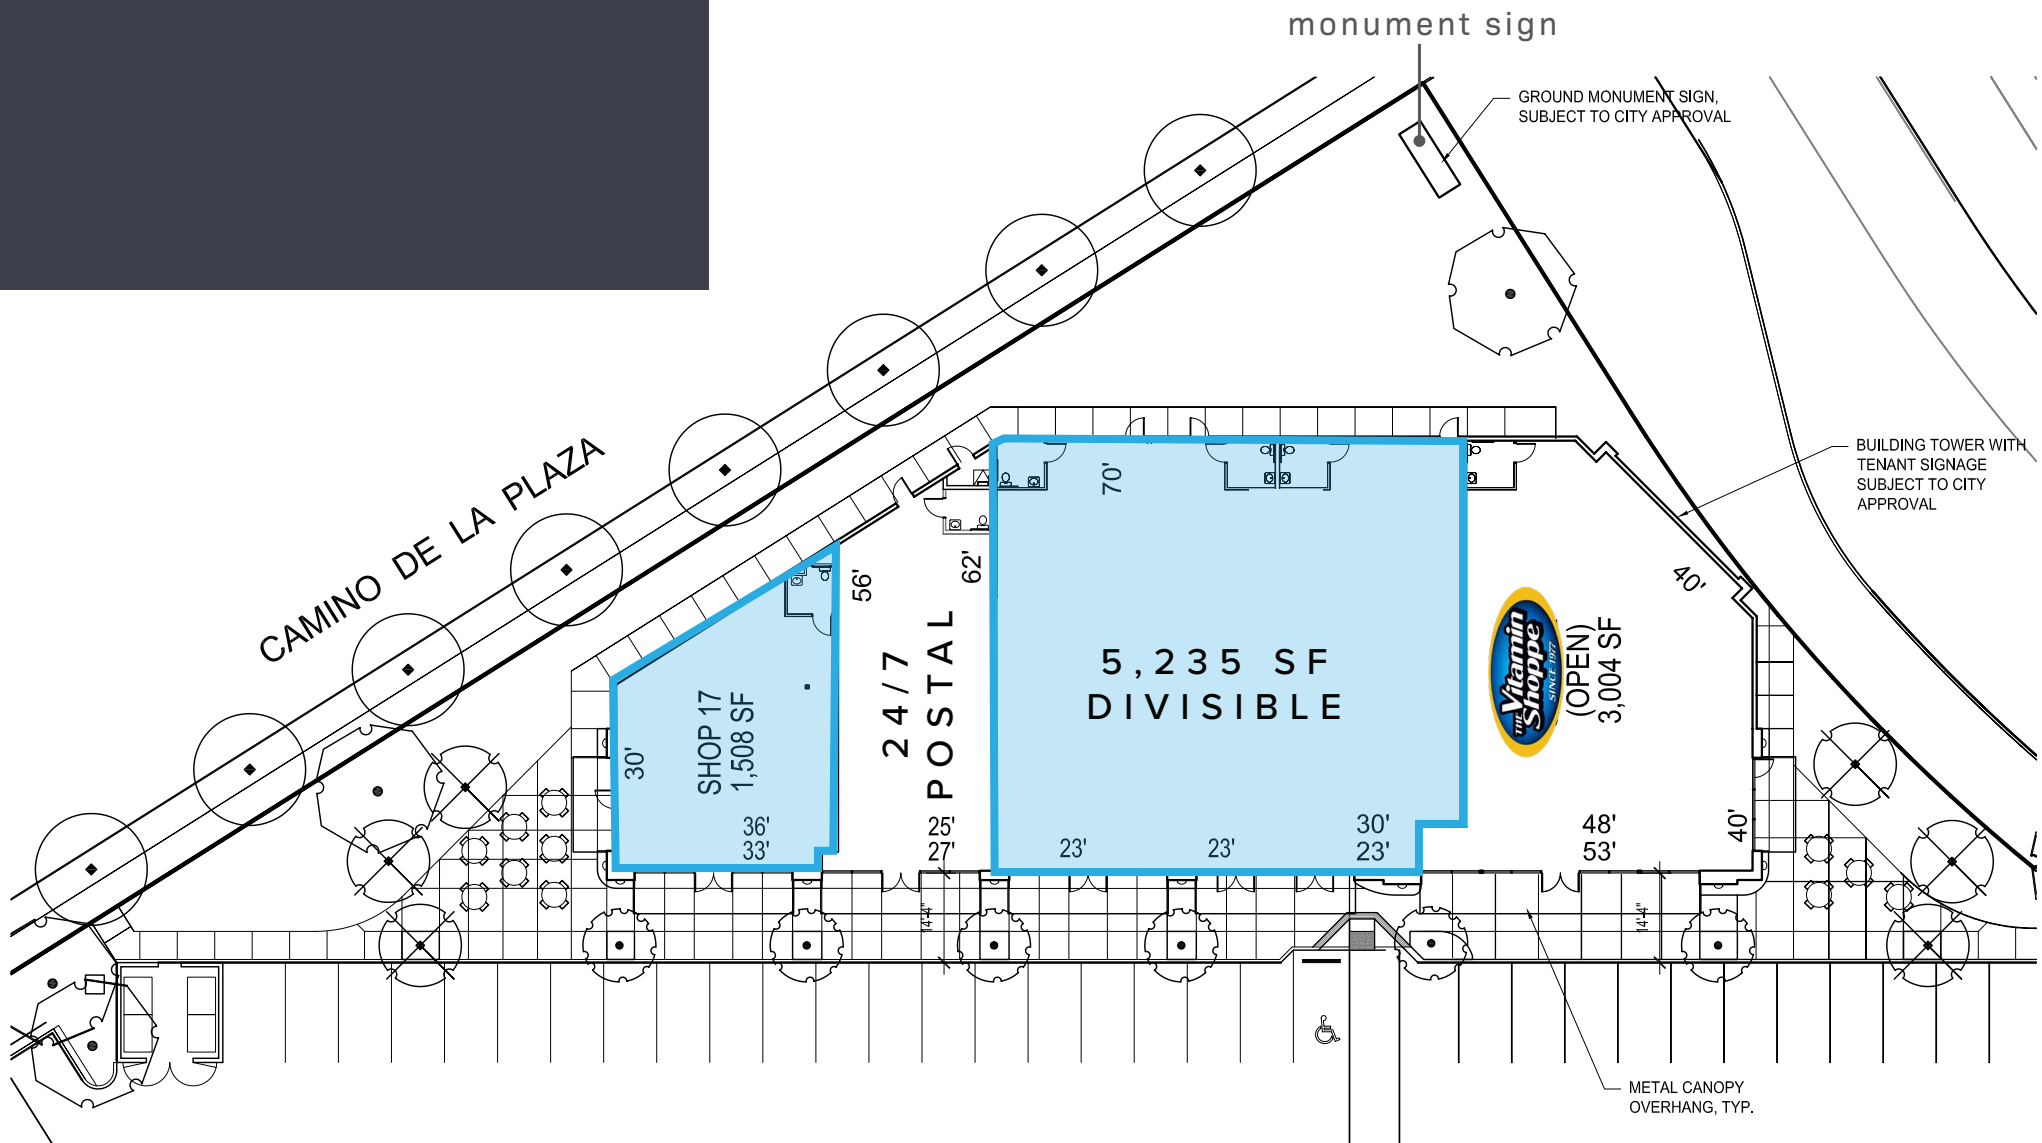 monument sign
GROUND MONUMENT SIGN,
SUBJECT TO CITY APPROVAL
CAMINO DE LA PLAZA
BUILDING TOWER WITH
TENANT SIGNAGE
SUBJECT TO CITY
APPROVAL
70'
62'
56'
40'
24/7
POSTAL
5,235 SF
DIVISIBLE
THE
Vitamin
Shoppe
SINCE 1977
(OPEN)
3,004 SF
SHOP 17
1,508 SF
30'
36'
33'
25'
27'
23'
23'
30'
23'
48'
53'
40'
14'-4"
14'-4"
METAL CANOPY
OVERHANG, TYP.